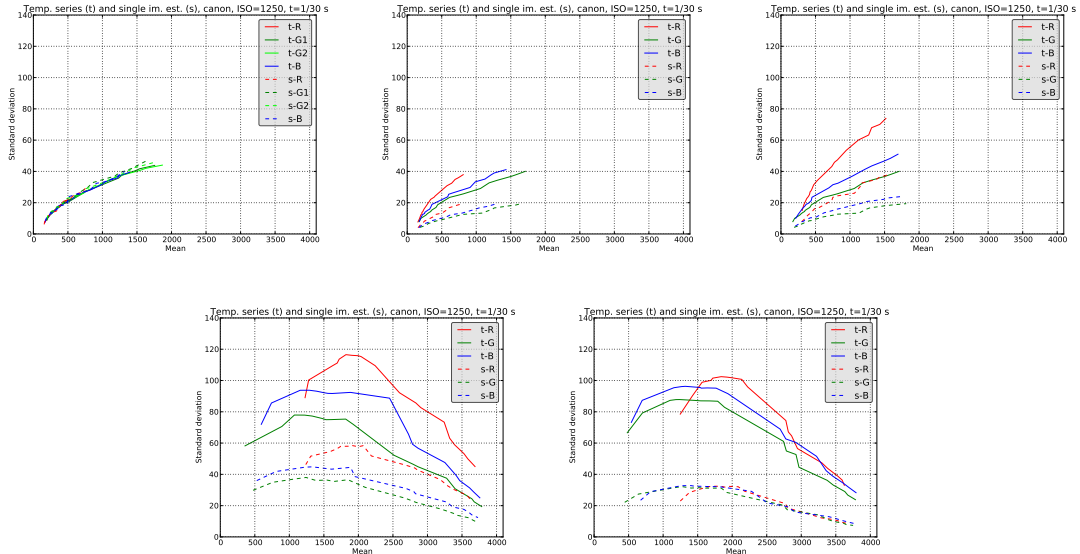 Temp. series (t) and single im. est. (s), canon, ISO=1250, t=1/30 s
140
120
100
80
60
40
20
0
Standard deviation
0 500 1000 1500 2000 2500 3000 3500 4000
Mean
t-R
t-G1
t-G2
t-B
s-R
s-G1
s-G2
s-B
Temp. series (t) and single im. est. (s), canon, ISO=1250, t=1/30 s
140
120
100
80
60
40
20
0
Standard deviation
0 500 1000 1500 2000 2500 3000 3500 4000
Mean
t-R
t-G
t-B
s-R
s-G
s-B
Temp. series (t) and single im. est. (s), canon, ISO=1250, t=1/30 s
140
120
100
80
60
40
20
0
Standard deviation
0 500 1000 1500 2000 2500 3000 3500 4000
Mean
t-R
t-G
t-B
s-R
s-G
s-B
Temp. series (t) and single im. est. (s), canon, ISO=1250, t=1/30 s
140
120
100
80
60
40
20
0
Standard deviation
0 500 1000 1500 2000 2500 3000 3500 4000
Mean
t-R
t-G
t-B
s-R
s-G
s-B
Temp. series (t) and single im. est. (s), canon, ISO=1250, t=1/30 s
140
120
100
80
60
40
20
0
Standard deviation
0 500 1000 1500 2000 2500 3000 3500 4000
Mean
t-R
t-G
t-B
s-R
s-G
s-B